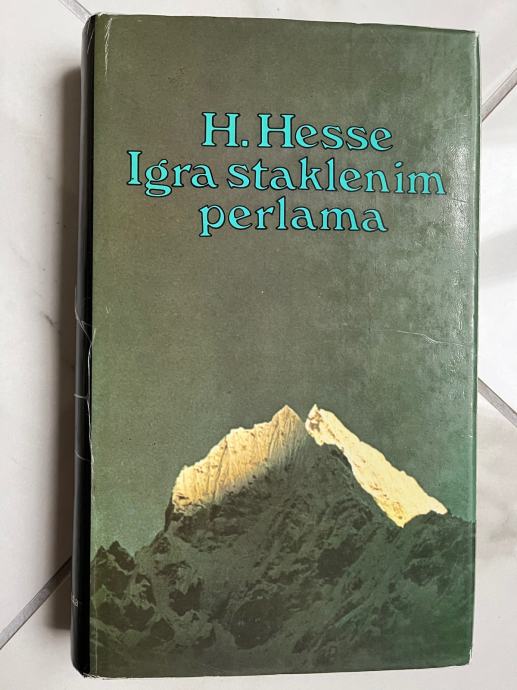 H. Hesse
Igra staklenim
perlama